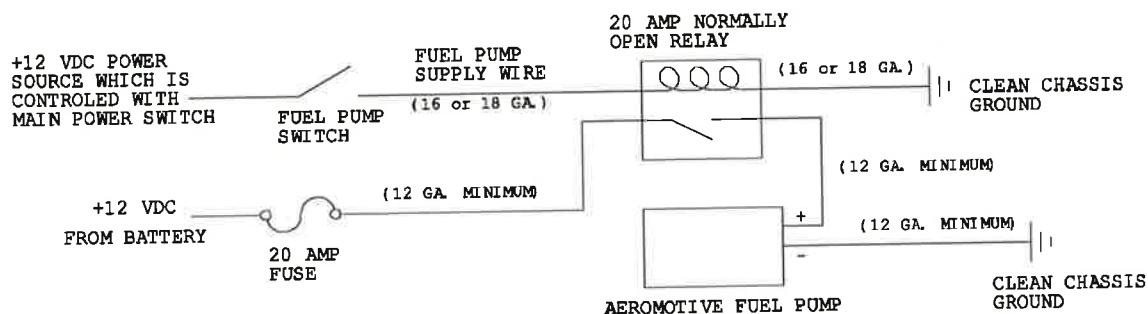 20 AMP NORMALLY
OPEN RELAY
+12 VDC POWER
SOURCE WHICH IS
CONTROLED WITH
MAIN POWER SWITCH
FUEL PUMP
SWITCH
FUEL PUMP
SUPPLY WIRE
(16 or 18 GA.)
(16 or 18 GA.)
CLEAN CHASSIS
GROUND
+12 VDC
FROM BATTERY
20 AMP
FUSE
(12 GA. MINIMUM)
(12 GA. MINIMUM)
+
-
(12 GA. MINIMUM)
CLEAN CHASSIS
GROUND
AEROMOTIVE FUEL PUMP